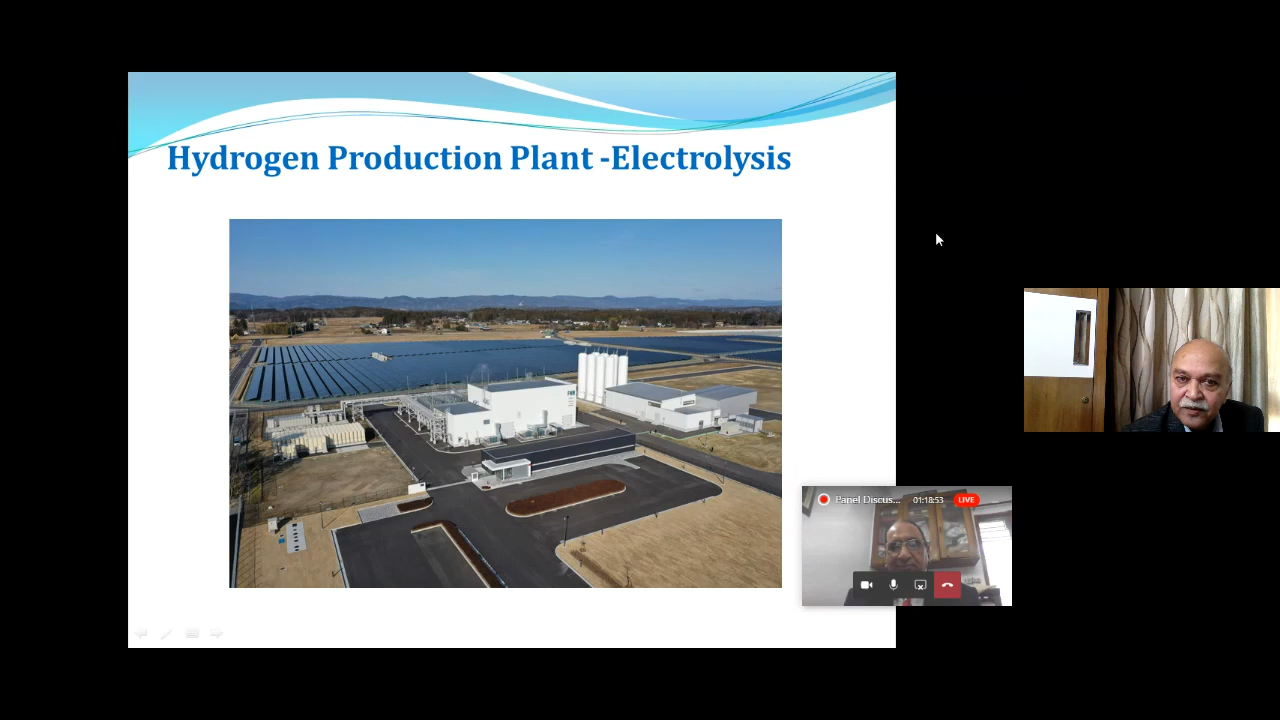 Hydrogen Production Plant -Electrolysis
Panel Discus... 01:18:53 LIVE